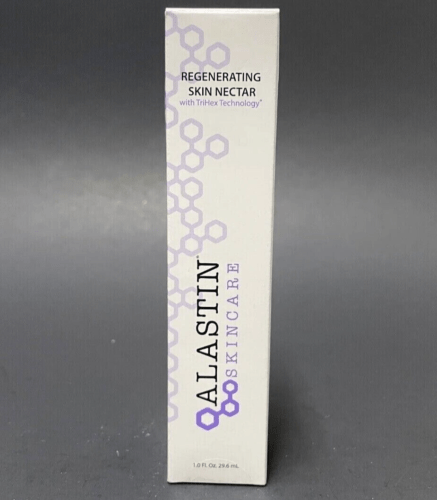 REGENERATING
SKIN NECTAR
with TriHex Technology®
ALASTIN®
SKINCARE
1.0 Fl. Oz. 29.6 mL